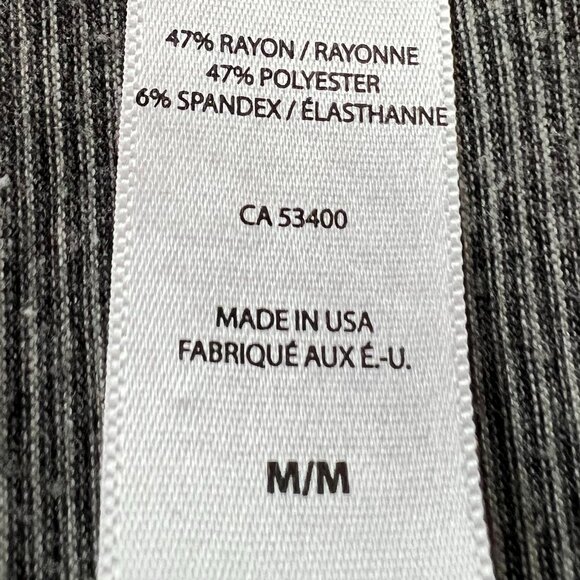 47% RAYON / RAYONNE
47% POLYESTER
6% SPANDEX / ÉLASTHANNE
CA 53400
MADE IN USA
FABRIQUÉ AUX É.-U.
M/M